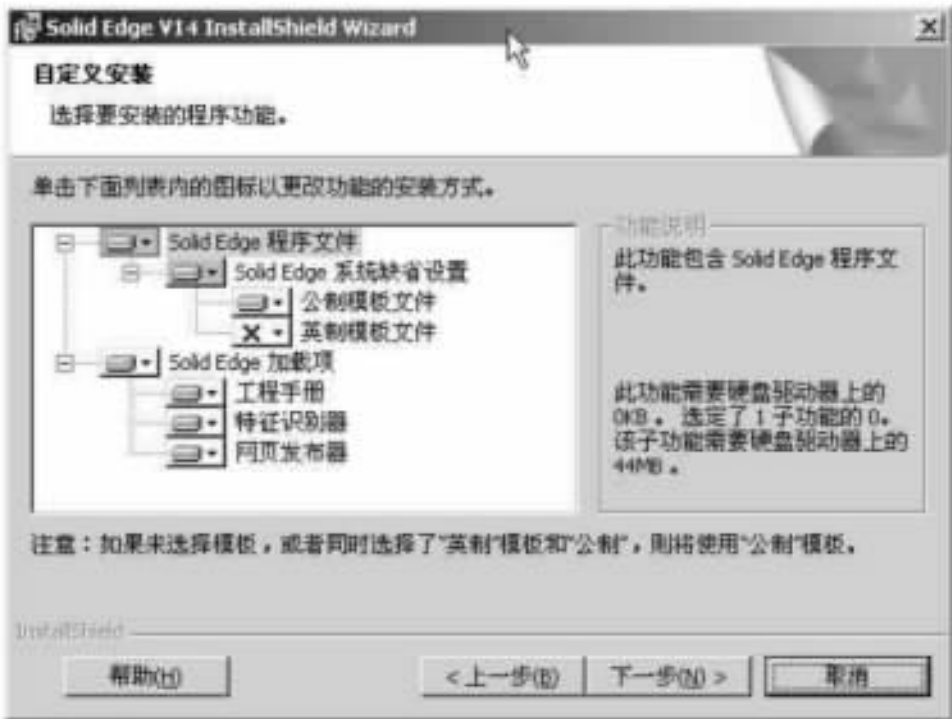 Solid Edge V14 InstallShield Wizard
自定义安装
选择要安装的程序功能。
单击下面列表内的图标以更改功能的安装方式。
Solid Edge 程序文件
Solid Edge 系统缺省设置
公制模板文件
英制模板文件
Solid Edge 加载项
工程手册
特征识别器
网页发布器
功能说明
此功能包含 Solid Edge 程序文
件。
此功能需要硬盘驱动器上的
0KB。 选定了 1 子功能的 0。
该子功能需要硬盘驱动器上的
44MB。
注意：如果未选择模板，或者同时选择了"英制"模板和"公制"，则将使用"公制"模板。
InstallShield
帮助(H)
< 上一步(B)
下一步(N) >
取消